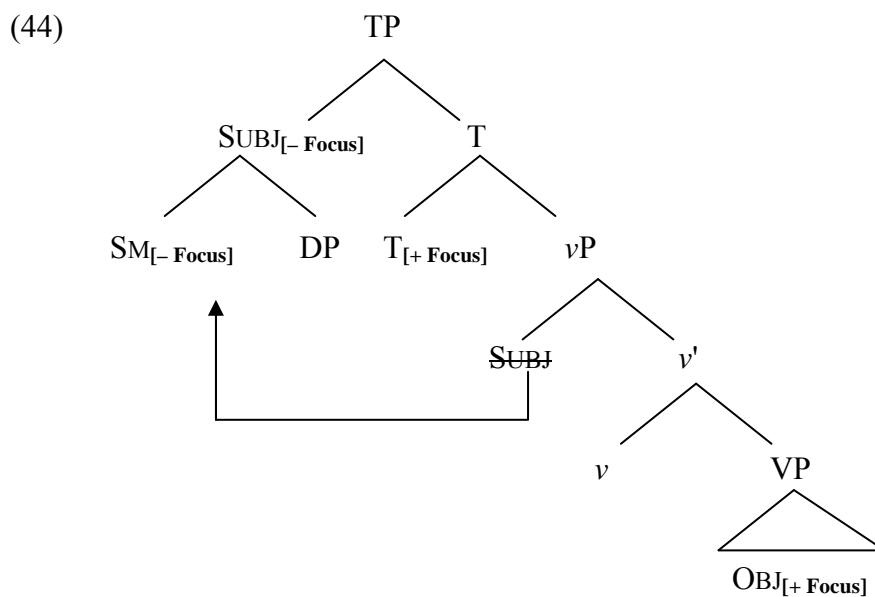 (44) TP
SUBJ[– Focus] T
SM[– Focus] DP T[+ Focus] vP
SUBJ v'
v VP
OBJ[+ Focus]